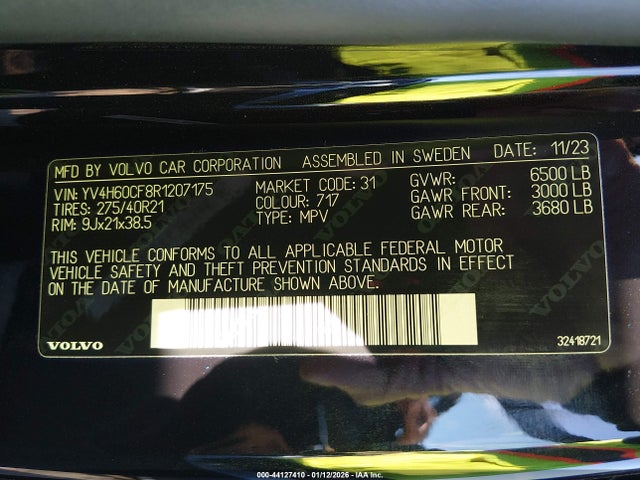 MFD BY VOLVO CAR CORPORATION ASSEMBLED IN SWEDEN DATE: 11/23
VIN: YV4H60CF8R1207175 MARKET CODE: 31 GVWR: 6500 LB
TIRES: 275/40R21 COLOUR: 717 GAWR FRONT: 3000 LB
RIM: 9Jx21x38.5 TYPE: MPV GAWR REAR: 3680 LB
THIS VEHICLE CONFORMS TO ALL APPLICABLE FEDERAL MOTOR
VEHICLE SAFETY AND THEFT PREVENTION STANDARDS IN EFFECT
ON THE DATE OF MANUFACTURE SHOWN ABOVE.
VOLVO 32418721
000-44127410 - 01/12/2026 - IAA Inc.